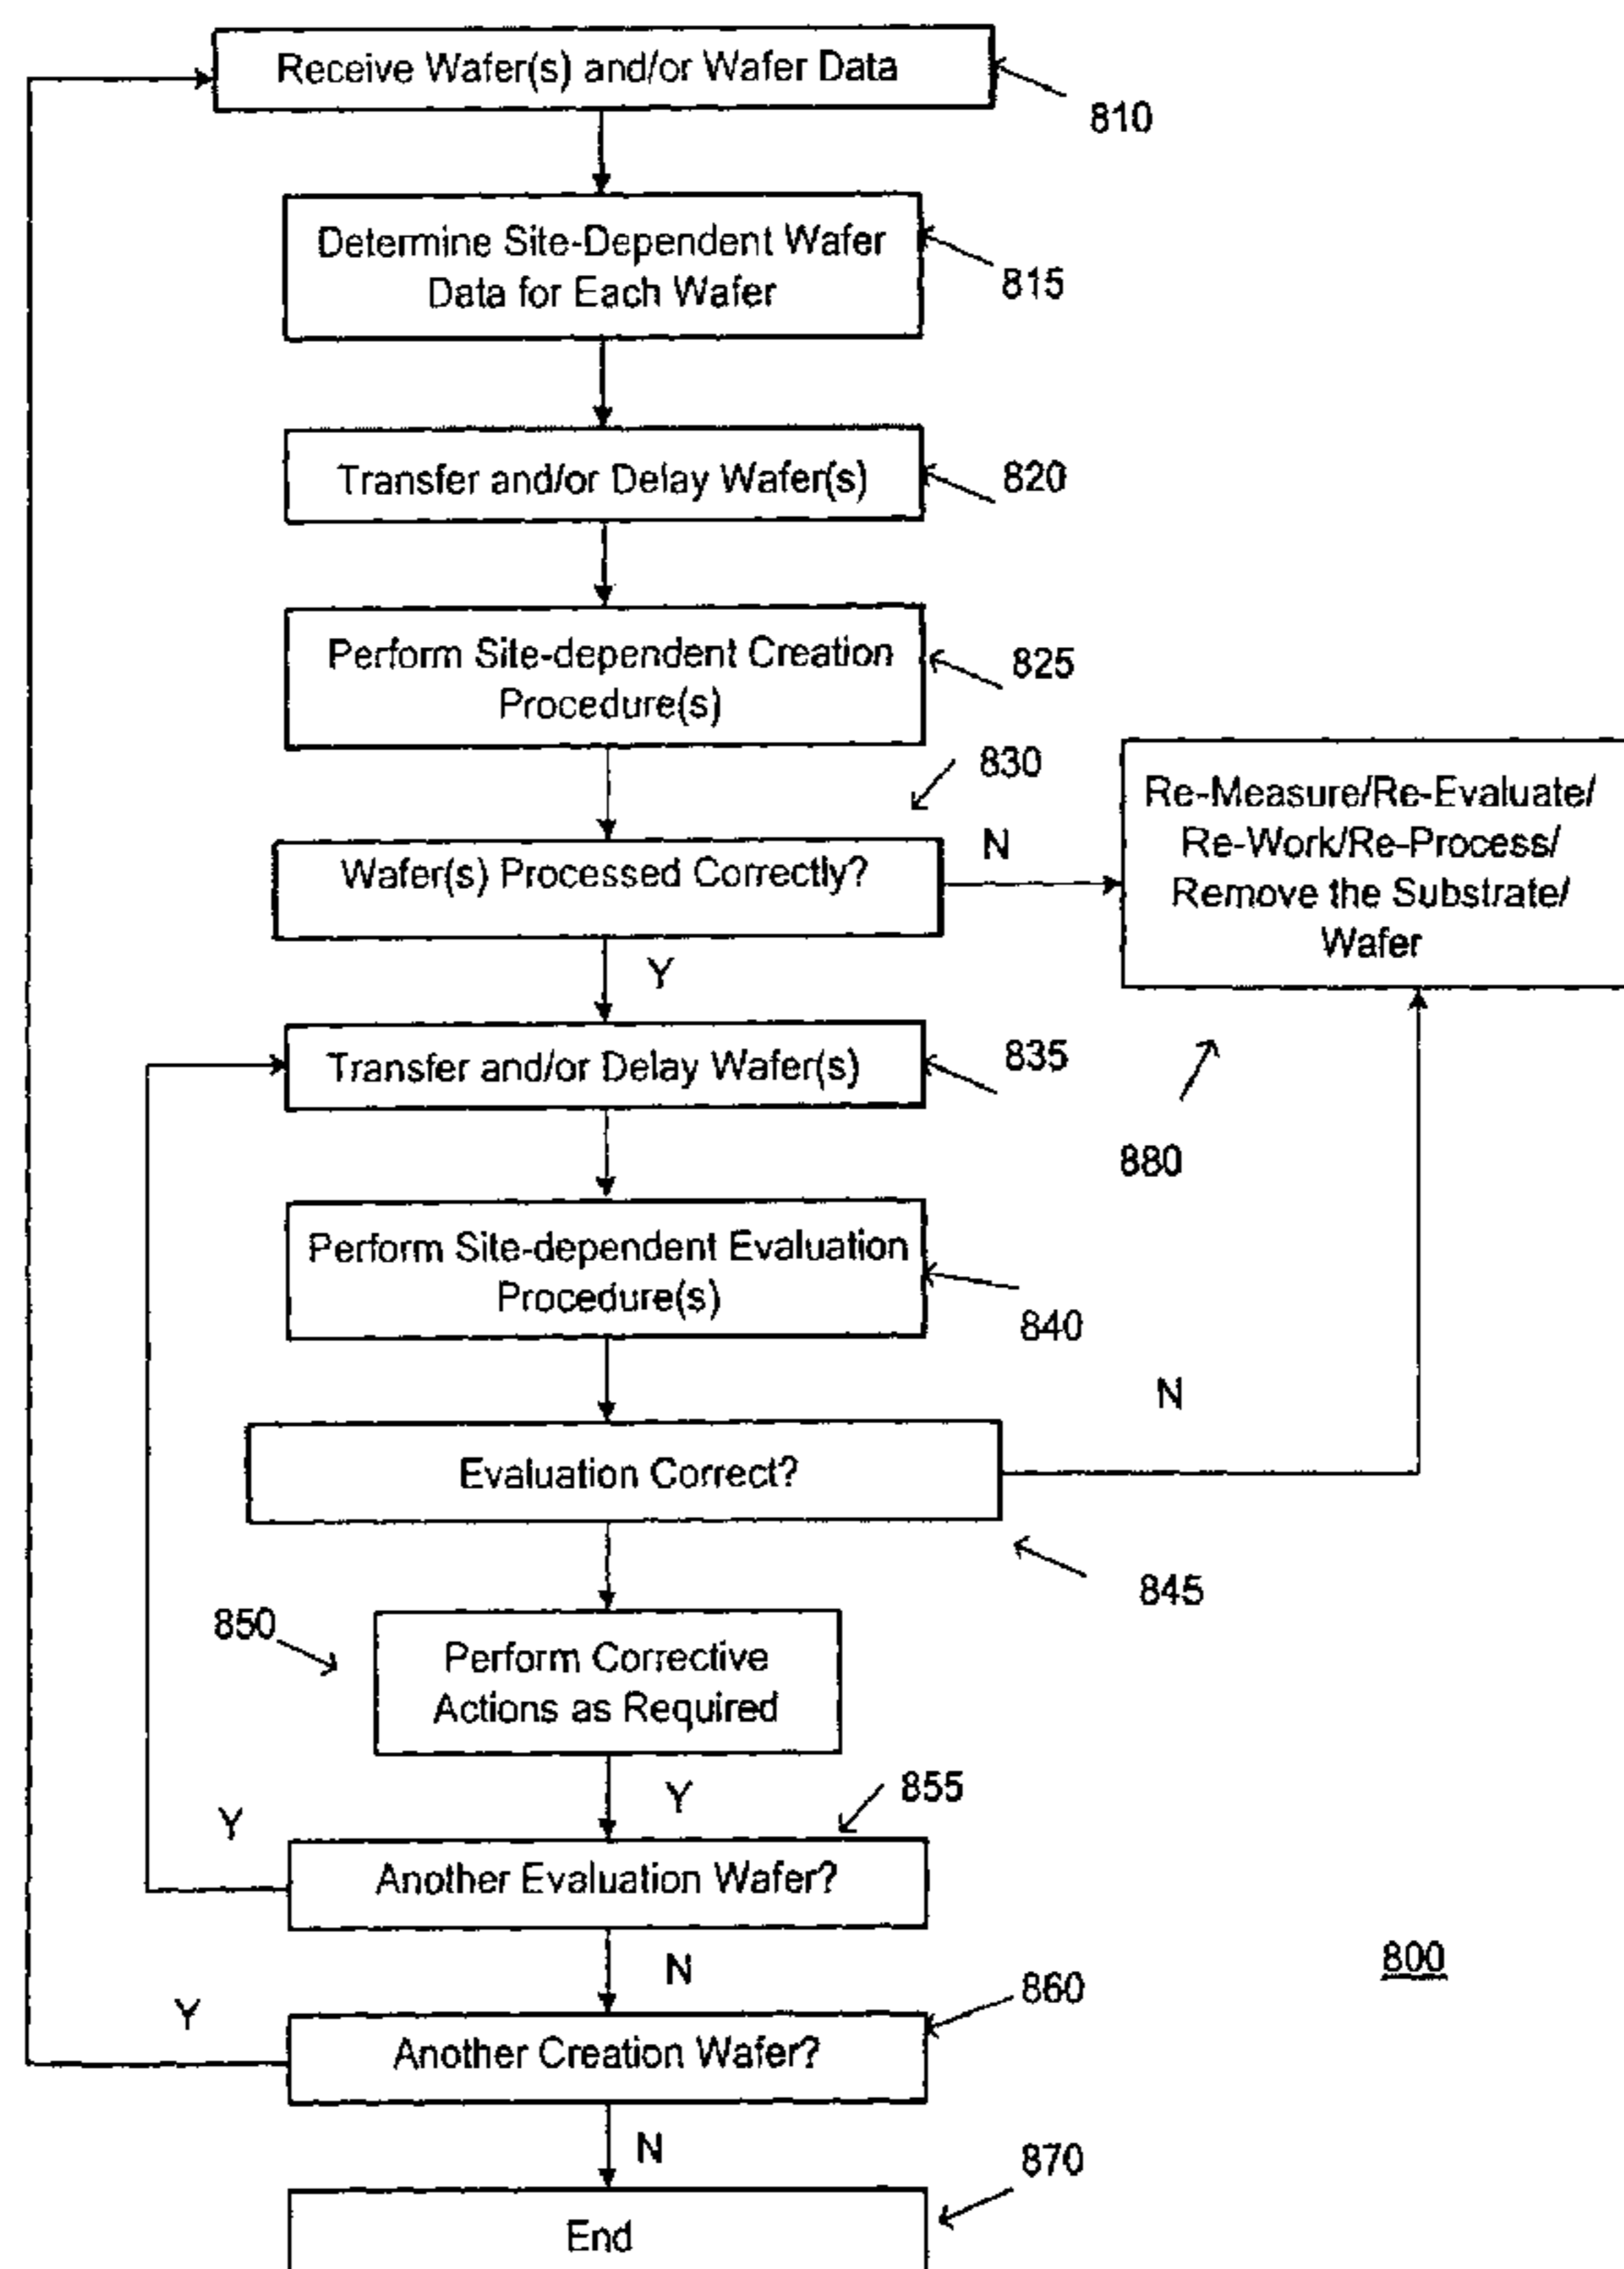 Receive Wafer(s) and/or Wafer Data
810
Determine Site-Dependent Wafer
Data for Each Wafer
815
Transfer and/or Delay Wafer(s)
820
Perform Site-dependent Creation
Procedure(s)
825
830
Wafer(s) Processed Correctly?
N
Re-Measure/Re-Evaluate/
Re-Work/Re-Process/
Remove the Substrate/
Wafer
Y
Transfer and/or Delay Wafer(s)
835
880
Perform Site-dependent Evaluation
Procedure(s)
840
N
Evaluation Correct?
845
850
Perform Corrective
Actions as Required
Y
855
Y
Another Evaluation Wafer?
N
800
860
Y
Another Creation Wafer?
N
870
End